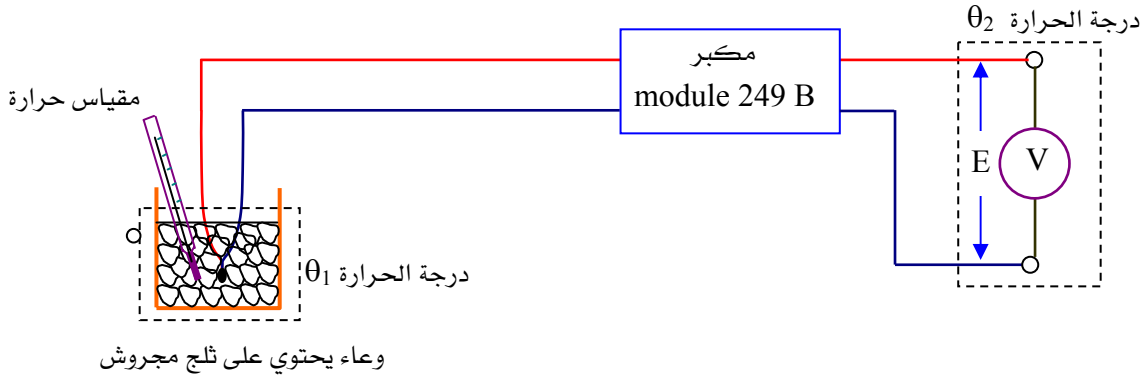 درجة الحرارة θ2
مكبر
module 249 B
مقياس حرارة
E
V
درجة الحرارة θ1
وعاء يحتوي على ثلج مجروش